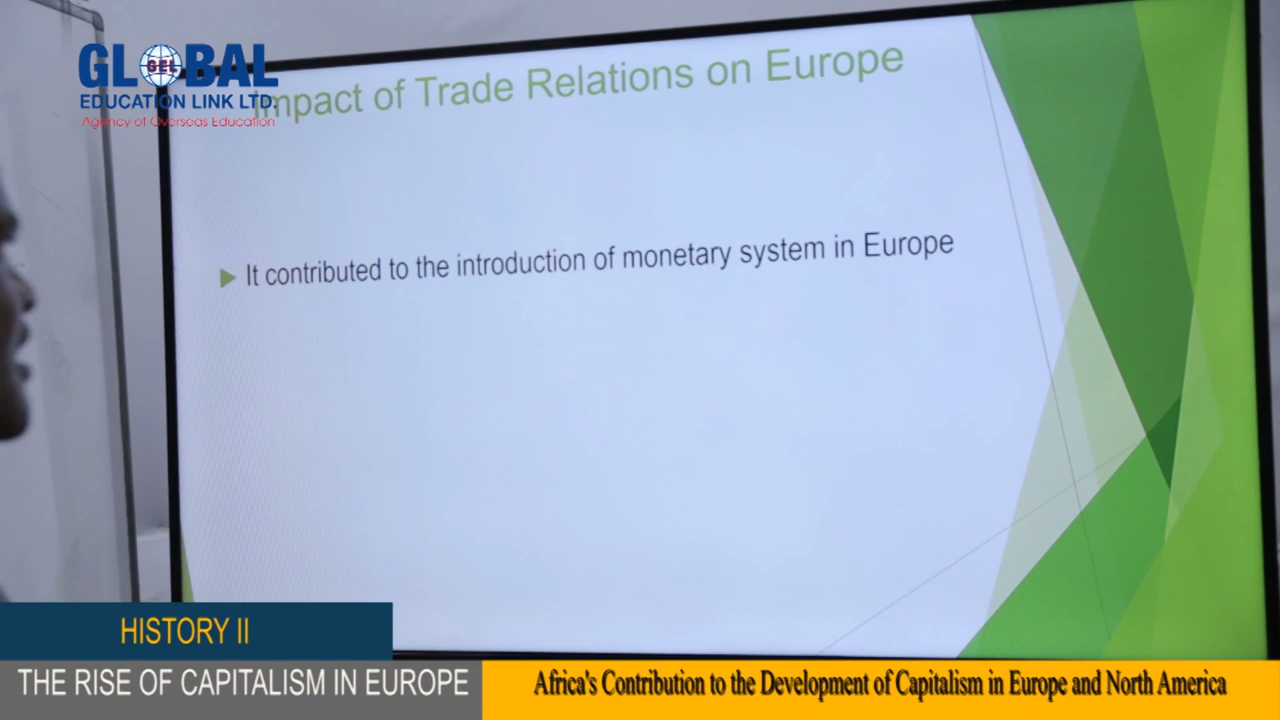 GLOBAL
GEL
EDUCATION LINK LTD.
Agency of Overseas Education
Impact of Trade Relations on Europe
It contributed to the introduction of monetary system in Europe
HISTORY II
THE RISE OF CAPITALISM IN EUROPE
Africa's Contribution to the Development of Capitalism in Europe and North America